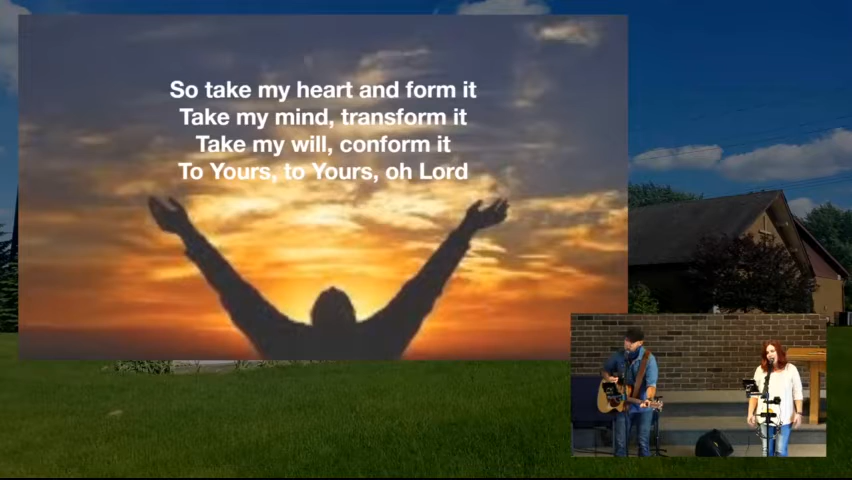 So take my heart and form it
Take my mind, transform it
Take my will, conform it
To Yours, to Yours, oh Lord